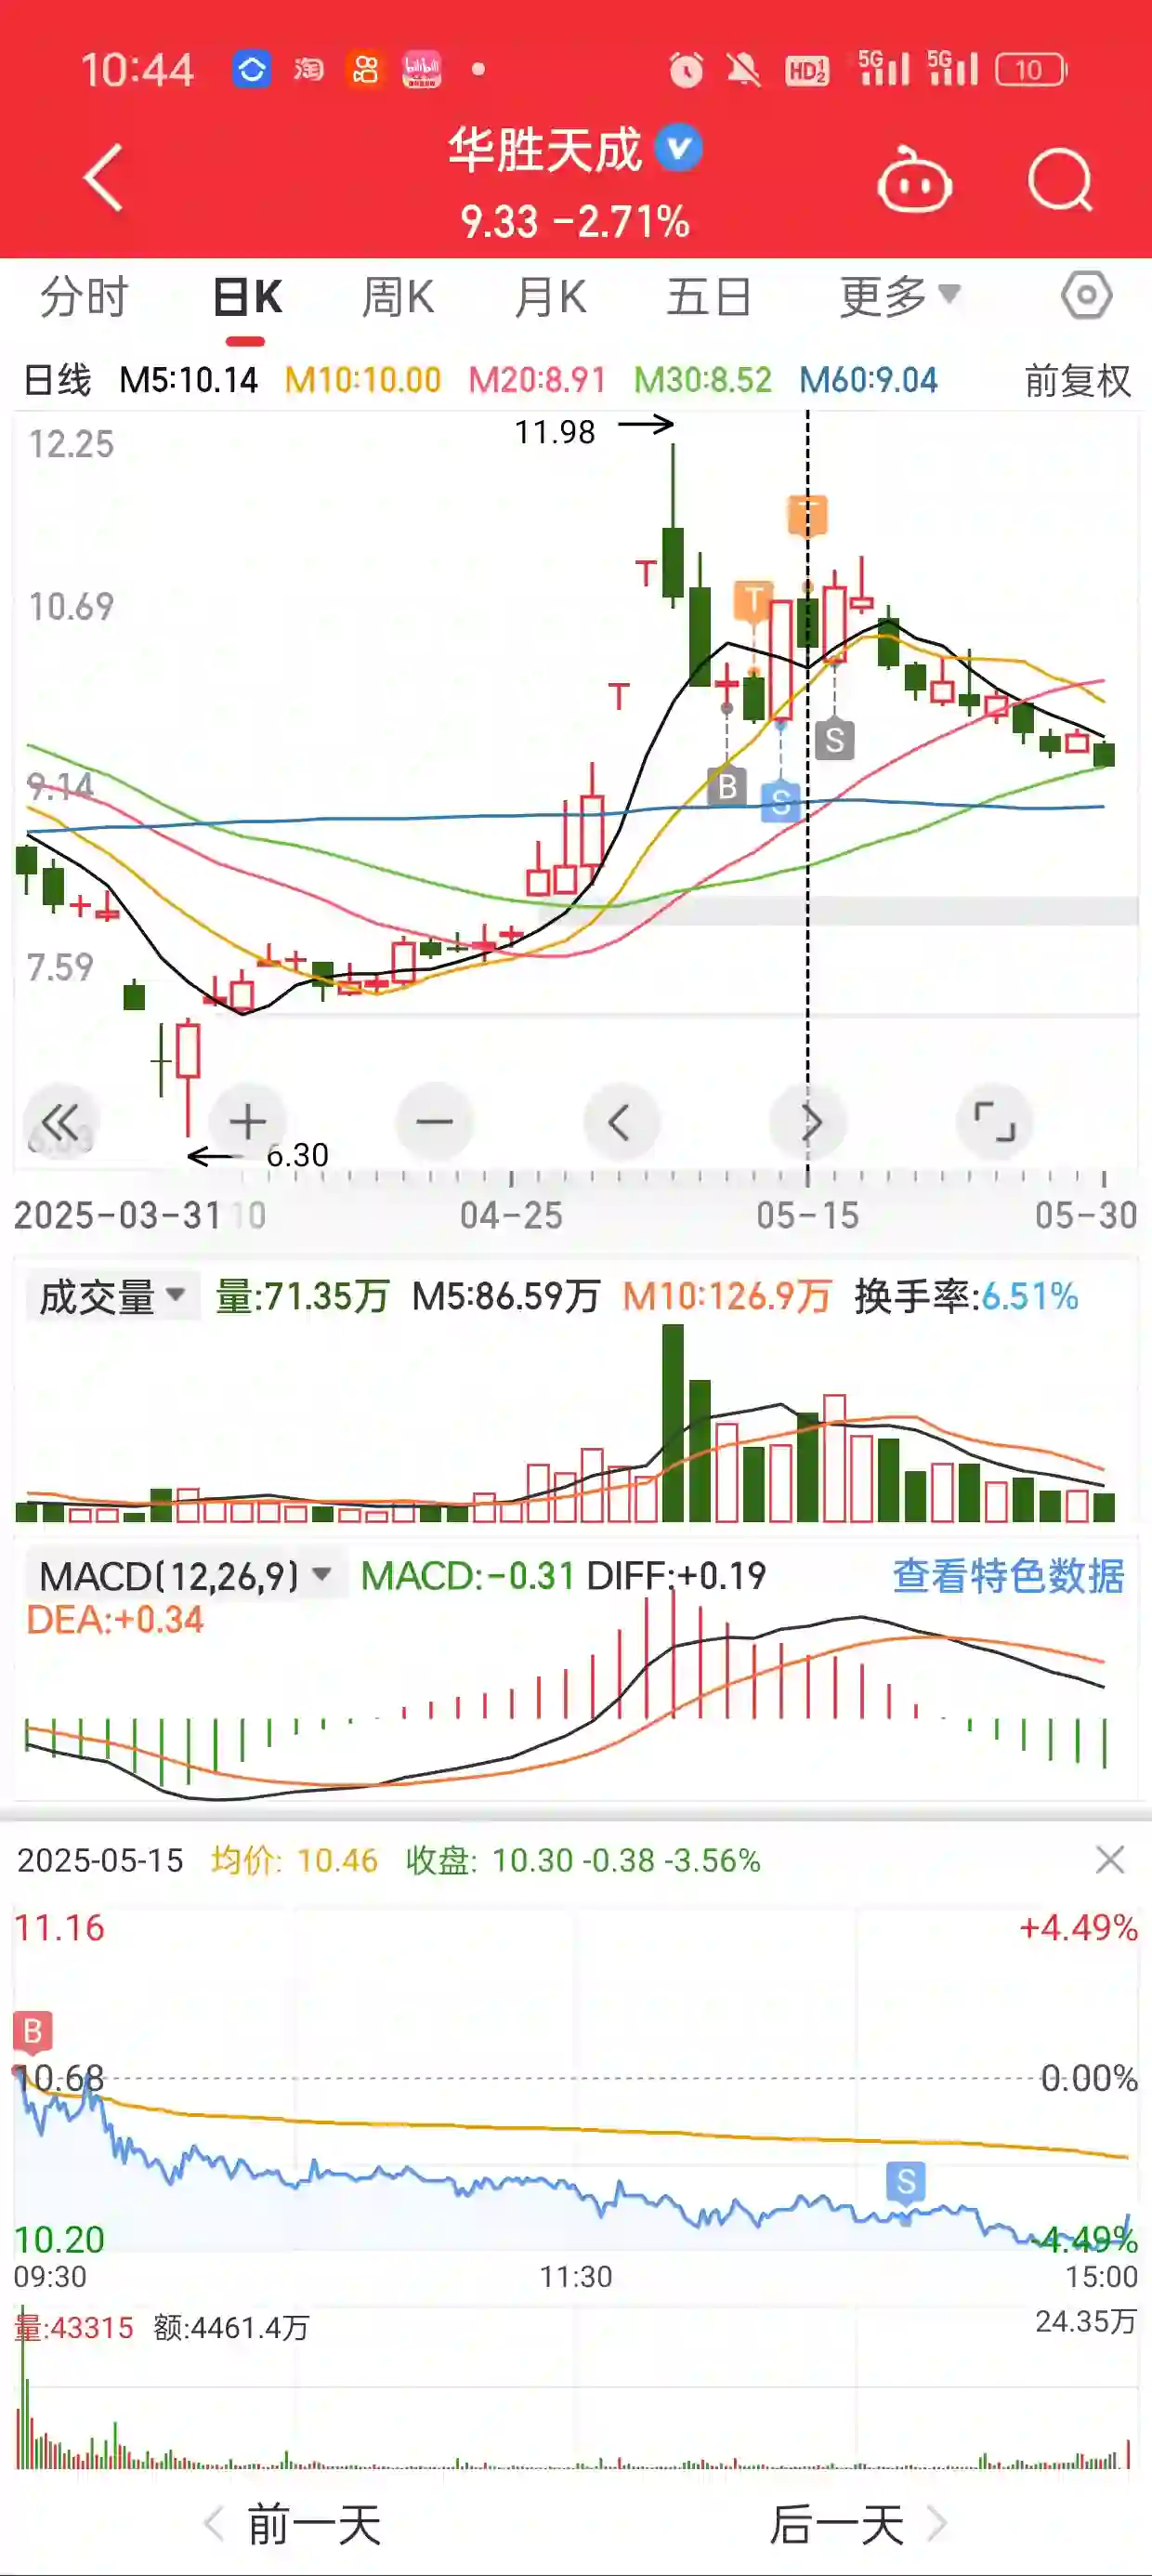 10:44 淘 bilibili HD 5G 5G 10
华胜天成
9.33 -2.71%
分时 日K 周K 月K 五日 更多
日线 M5:10.14 M10:10.00 M20:8.91 M30:8.52 M60:9.04 前复权
12.25
11.98
T
10.69
T
T
T
S
B
S
9.14
7.59
6.30
2025-03-31 10 04-25 05-15 05-30
成交量 量:71.35万 M5:86.59万 M10:126.9万 换手率:6.51%
MACD(12,26,9) MACD:-0.31 DIFF:+0.19 查看特色数据
DEA:+0.34
2025-05-15 均价: 10.46 收盘: 10.30 -0.38 -3.56%
11.16 +4.49%
B
10.68 0.00%
S
10.20 -4.49%
09:30 11:30 15:00
量:43315 额:4461.4万 24.35万
前一天 后一天